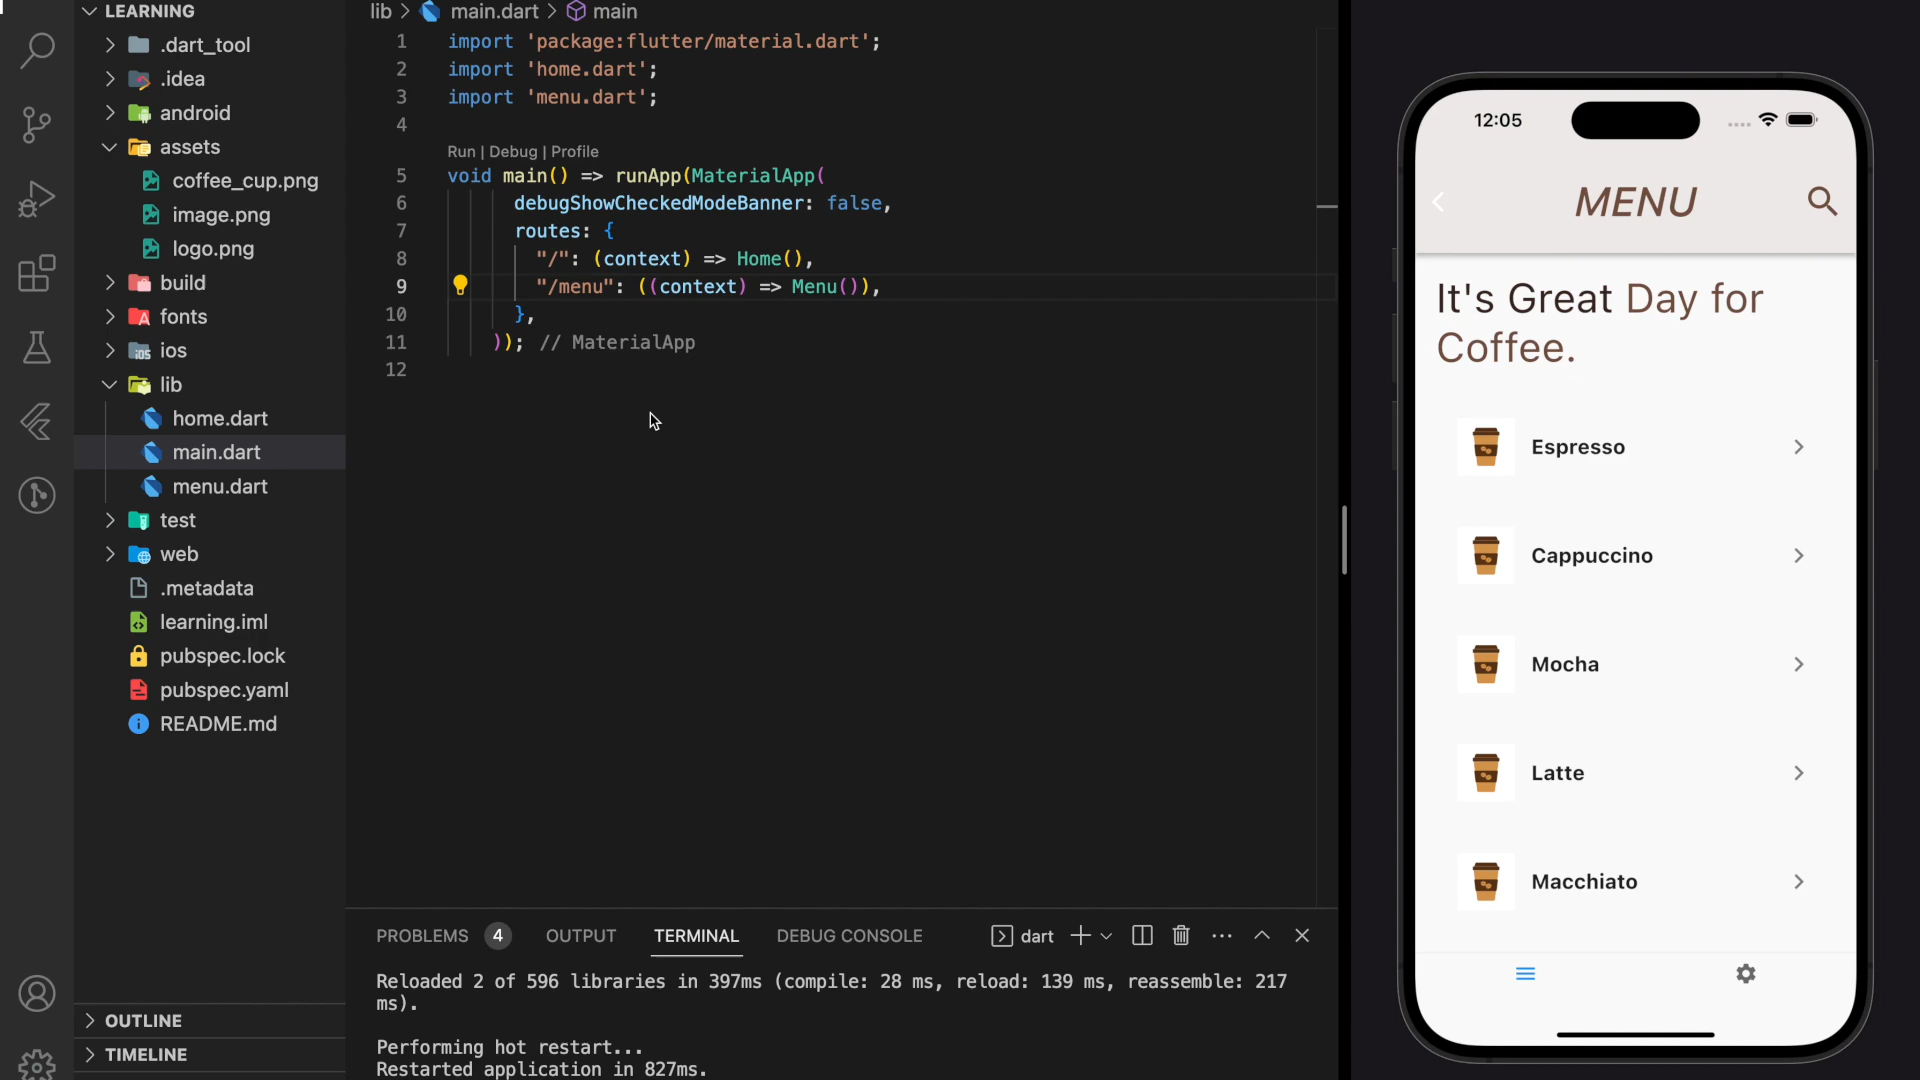 LEARNING
.dart_tool
.idea
android
assets
coffee_cup.png
image.png
logo.png
build
fonts
ios
lib
home.dart
main.dart
menu.dart
test
web
.metadata
learning.iml
pubspec.lock
pubspec.yaml
README.md
OUTLINE
TIMELINE
lib > main.dart > main
1 import 'package:flutter/material.dart';
2 import 'home.dart';
3 import 'menu.dart';
4
Run | Debug | Profile
5 void main() => runApp(MaterialApp(
6 debugShowCheckedModeBanner: false,
7 routes: {
8 "/": (context) => Home(),
9 "/menu": ((context) => Menu()),
10 },
11 )); // MaterialApp
12
PROBLEMS 4 OUTPUT TERMINAL DEBUG CONSOLE dart
Reloaded 2 of 596 libraries in 397ms (compile: 28 ms, reload: 139 ms, reassemble: 217
ms).
Performing hot restart...
Restarted application in 827ms.
12:05
MENU
It's Great Day for
Coffee.
Espresso
Cappuccino
Mocha
Latte
Macchiato